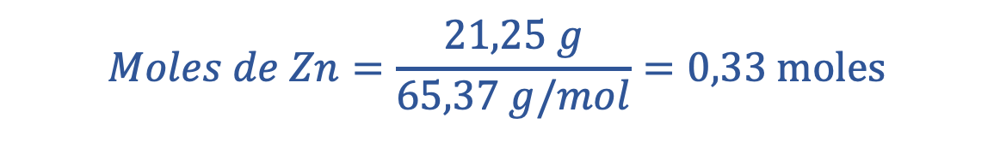 Moles de Zn = 21,25 g / 65,37 g/mol = 0,33 moles